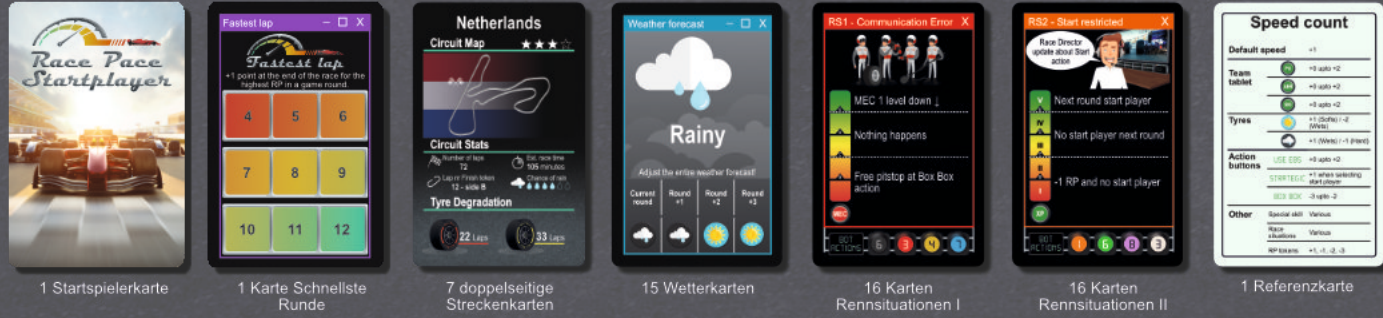 Race Pace
Startplayer
1 Startspielerkarte
Fastest lap
X
Fastest lap
+1 point at the end of the race for the
highest RP in a game round.
4 5 6
7 8 9
10 11 12
1 Karte Schnellste
Runde
Netherlands
Circuit Map
Circuit Stats
Number of laps
72
Est. race time
105 minutes
Lap in Finish token
12 - side B
Chance of rain
Tyre Degradation
22 Laps
33 Laps
7 doppelseitige
Streckenkarten
Weather forecast
X
Rainy
Adjust the entire weather forecast!
Current
round
Round
+1
Round
+2
Round
+3
15 Wetterkarten
RS1 - Communication Error X
MEC 1 level down ↓
Nothing happens
Free pitstop at Box Box
action
MEC
BOT
ACTIONS
6 3 4 7
16 Karten
Rennsituationen I
RS2 - Start restricted X
Race Director
update about Start
action
V
Next round start player
IV
No start player next round
III
II
-1 RP and no start player
I
XP
BOT
ACTIONS
1 6 8 3
16 Karten
Rennsituationen II
Speed count
Default speed +1
Team
tablet
+0 upto +2
+0 upto +2
+0 upto +2
Tyres
+1 (Softs) / -2
(Wets)
+1 (Wets) / -1 (Hard)
Action
buttons
USE EBS +0 upto +2
STRATEGIC
+1 when selecting
start player
BOX BOX -3 upto -2
Other
Special skill Various
Race
situations
Various
RP tokens +1, -1, -2, -3
1 Referenzkarte